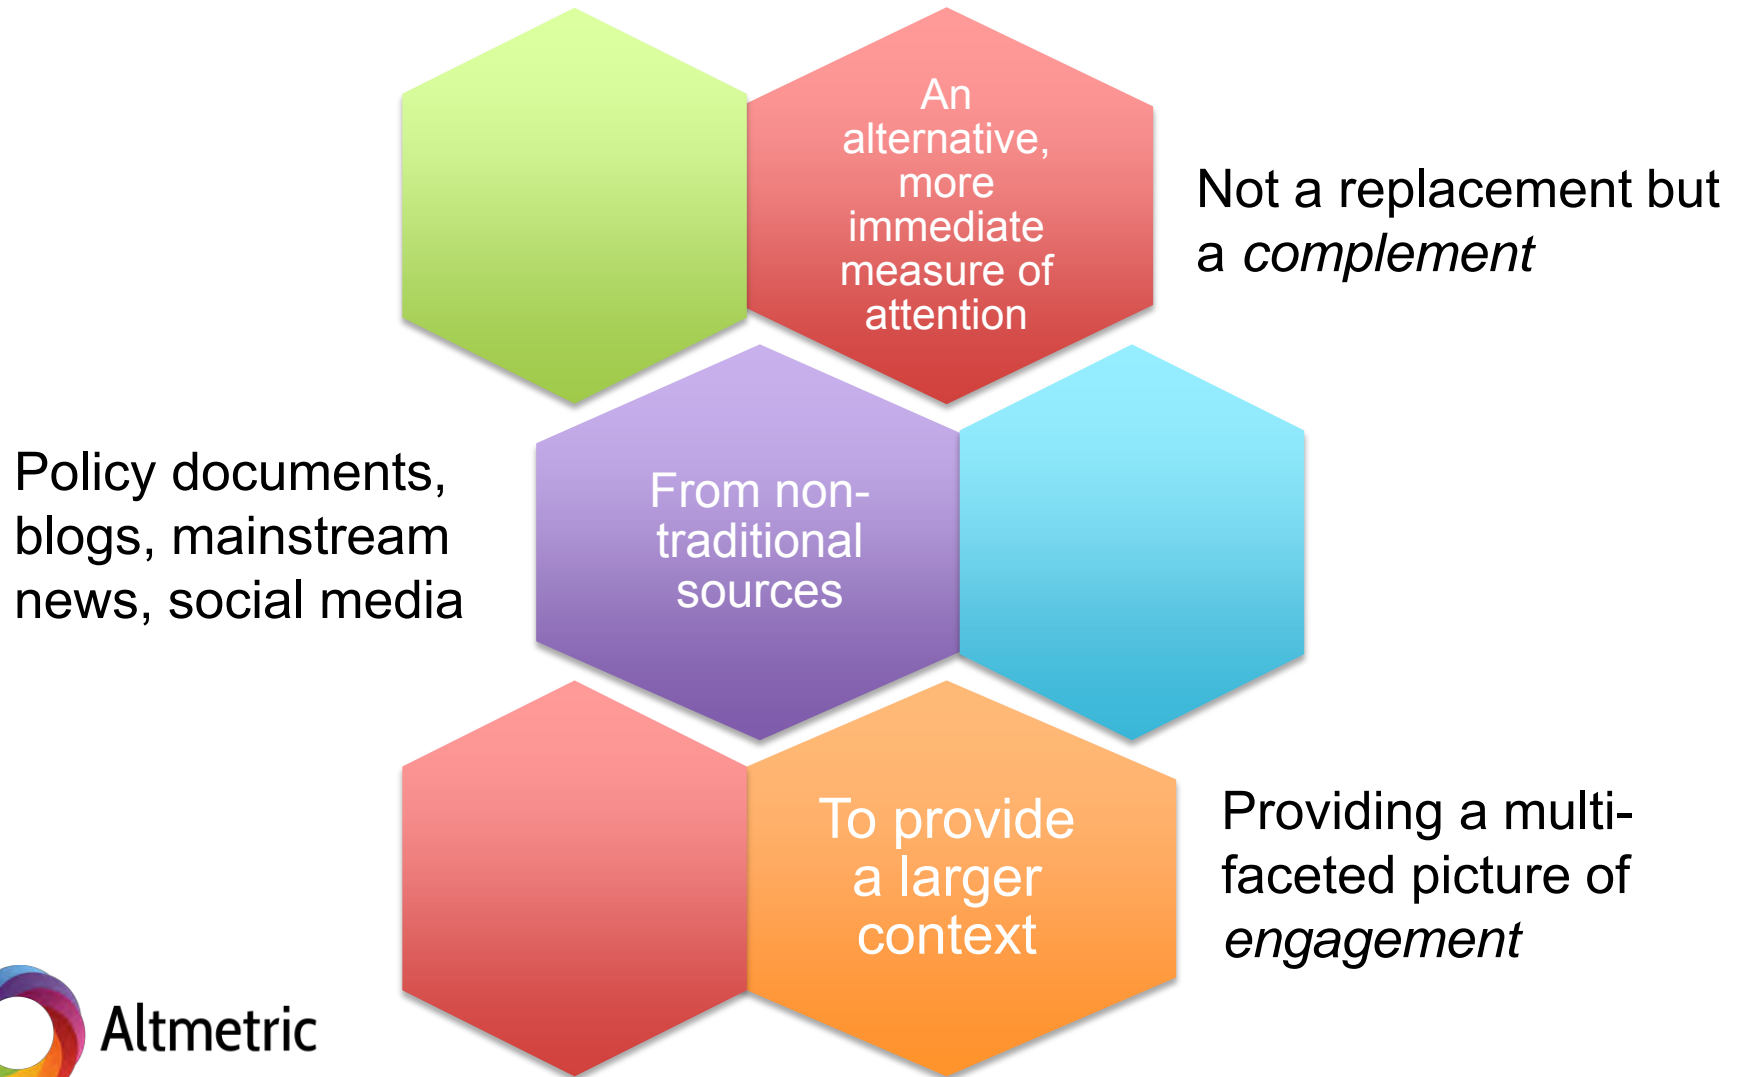 An
alternative,
more
immediate
measure of
attention
Not a replacement but
a complement
Policy documents,
blogs, mainstream
news, social media
From non-
traditional
sources
To provide
a larger
context
Providing a multi-
faceted picture of
engagement
Altmetric